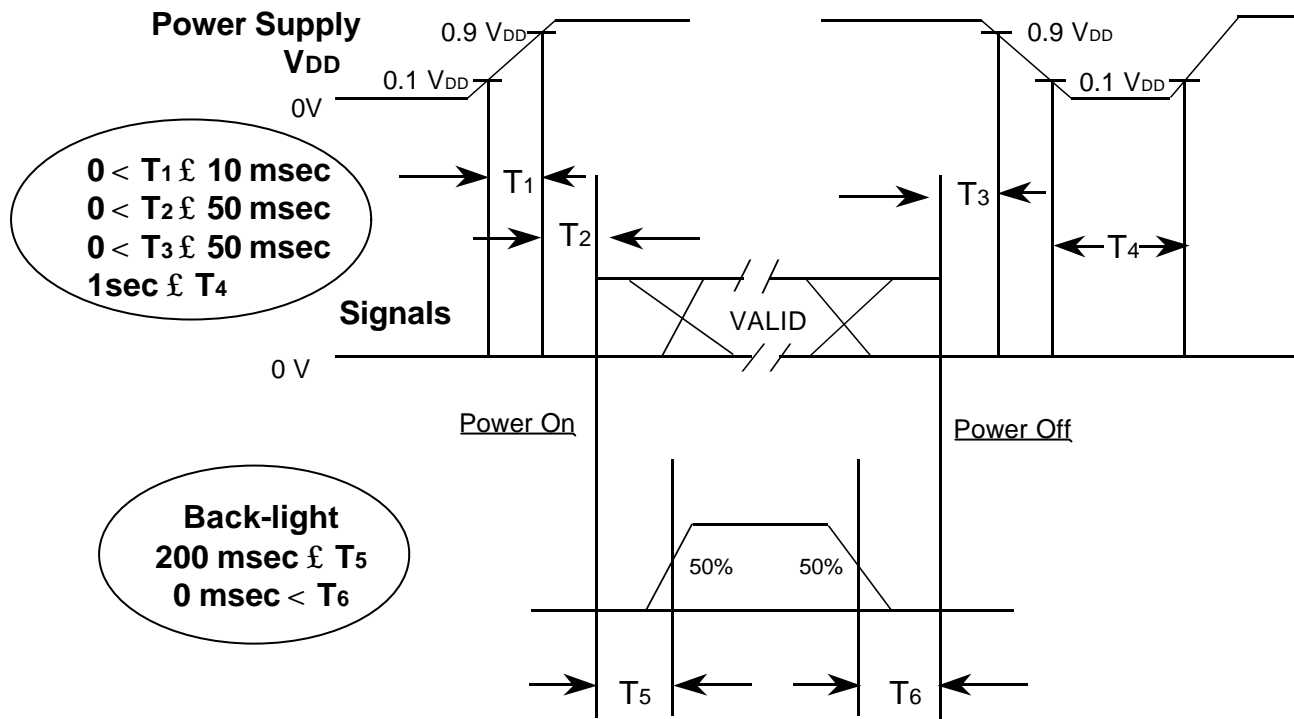 Power Supply
VDD
0.9 VDD
0.1 VDD
0V
0.9 VDD
0.1 VDD
0 < T1 £ 10 msec
0 < T2 £ 50 msec
0 < T3 £ 50 msec
1sec £ T4
T1
T2
T3
T4
Signals
VALID
0 V
Power On
Power Off
Back-light
200 msec £ T5
0 msec < T6
50%
50%
T5
T6